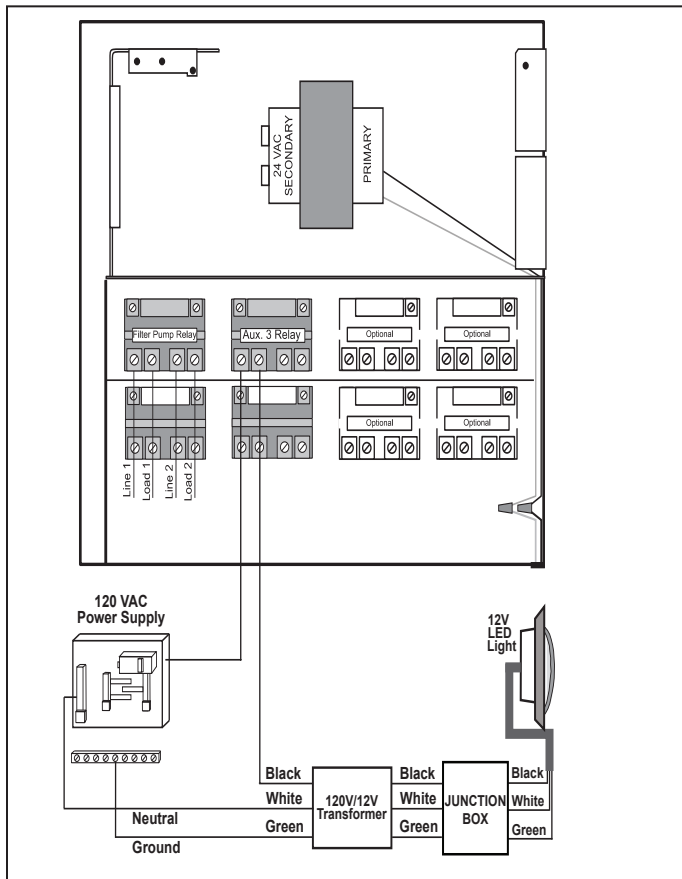 24 VAC
SECONDARY
PRIMARY
Filter Pump Relay
Aux. 3 Relay
Optional
Optional
Optional
Optional
Line 1
Load 1
Line 2
Load 2
120 VAC
Power Supply
12V
LED
Light
Black
White
Green
Neutral
Ground
120V/12V
Transformer
Black
White
Green
JUNCTION
BOX
Black
White
Green